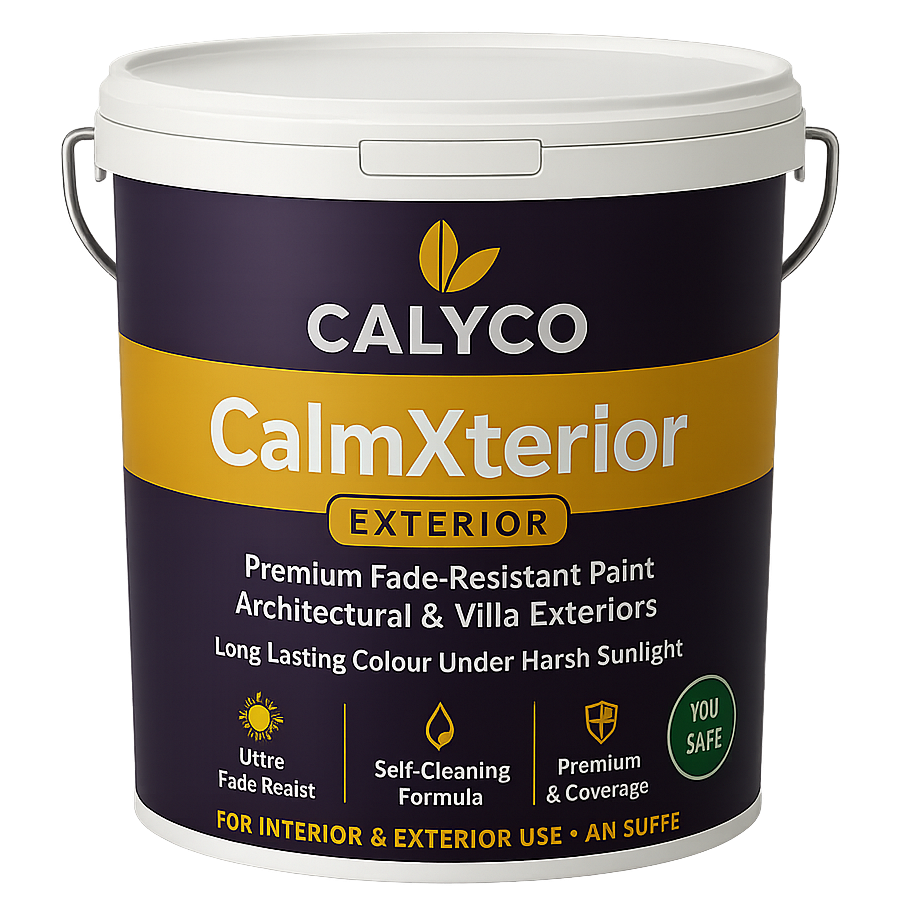 CALYCO
CalmXterior
EXTERIOR
Premium Fade-Resistant Paint
Architectural & Villa Exteriors
Long Lasting Colour Under Harsh Sunlight
Uttre
Fade Reaist
Self-Cleaning
Formula
Premium
& Coverage
YOU
SAFE
FOR INTERIOR & EXTERIOR USE • AN SUFFE